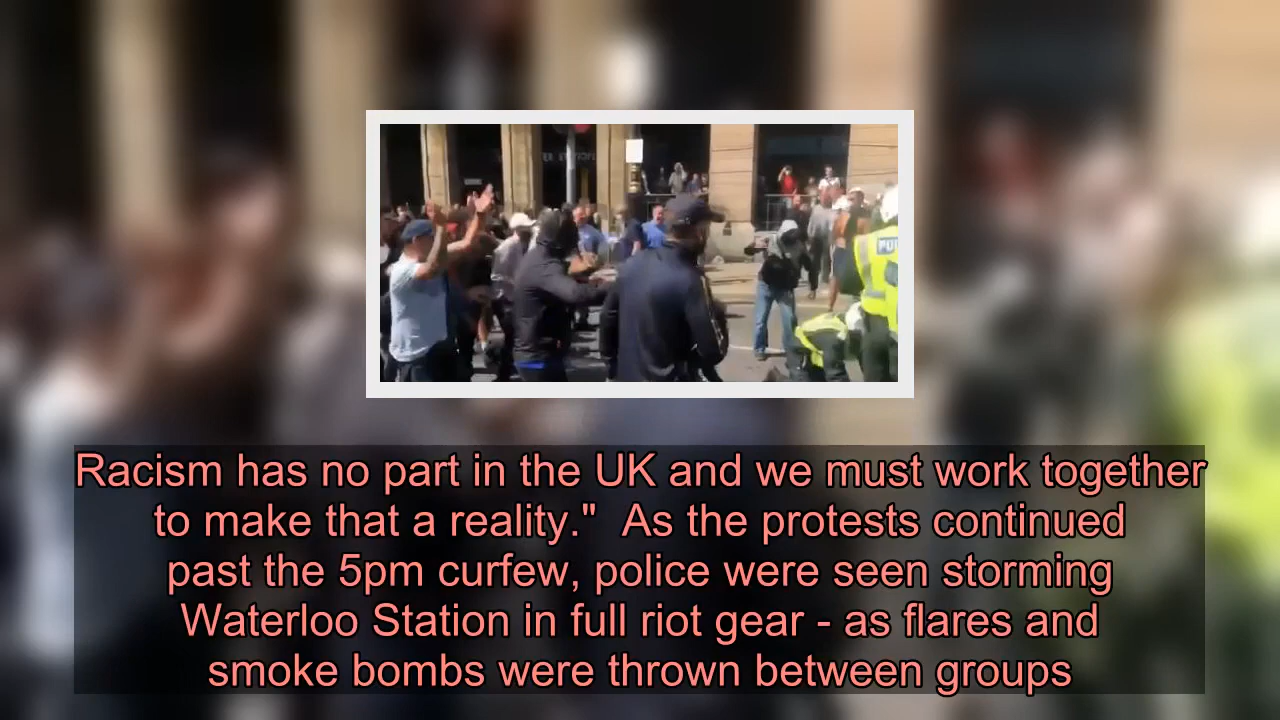 Racism has no part in the UK and we must work together
to make that a reality."  As the protests continued
past the 5pm curfew, police were seen storming
Waterloo Station in full riot gear - as flares and
smoke bombs were thrown between groups